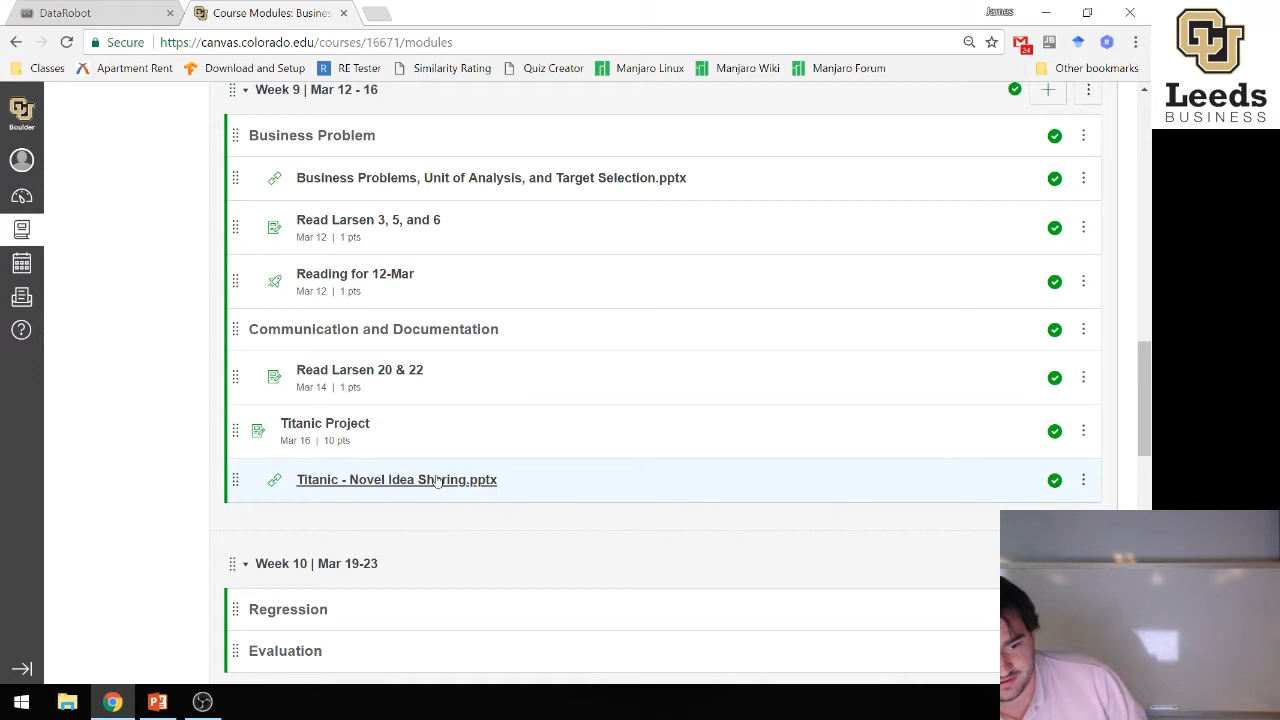 DataRobot
Course Modules: Busines
James
Secure
https://canvas.colorado.edu/courses/16671/modules
24
Classes
Apartment Rent
Download and Setup
RE Tester
Similarity Rating
Quiz Creator
Manjaro Linux
Manjaro Wiki
Manjaro Forum
Other bookmarks
CU
Leeds
BUSINESS
Boulder
Week 9 | Mar 12 - 16
Business Problem
Business Problems, Unit of Analysis, and Target Selection.pptx
Read Larsen 3, 5, and 6
Mar 12 | 1 pts
Reading for 12-Mar
Mar 12 | 1 pts
Communication and Documentation
Read Larsen 20 & 22
Mar 14 | 1 pts
Titanic Project
Mar 16 | 10 pts
Titanic - Novel Idea Sharing.pptx
Week 10 | Mar 19-23
Regression
Evaluation